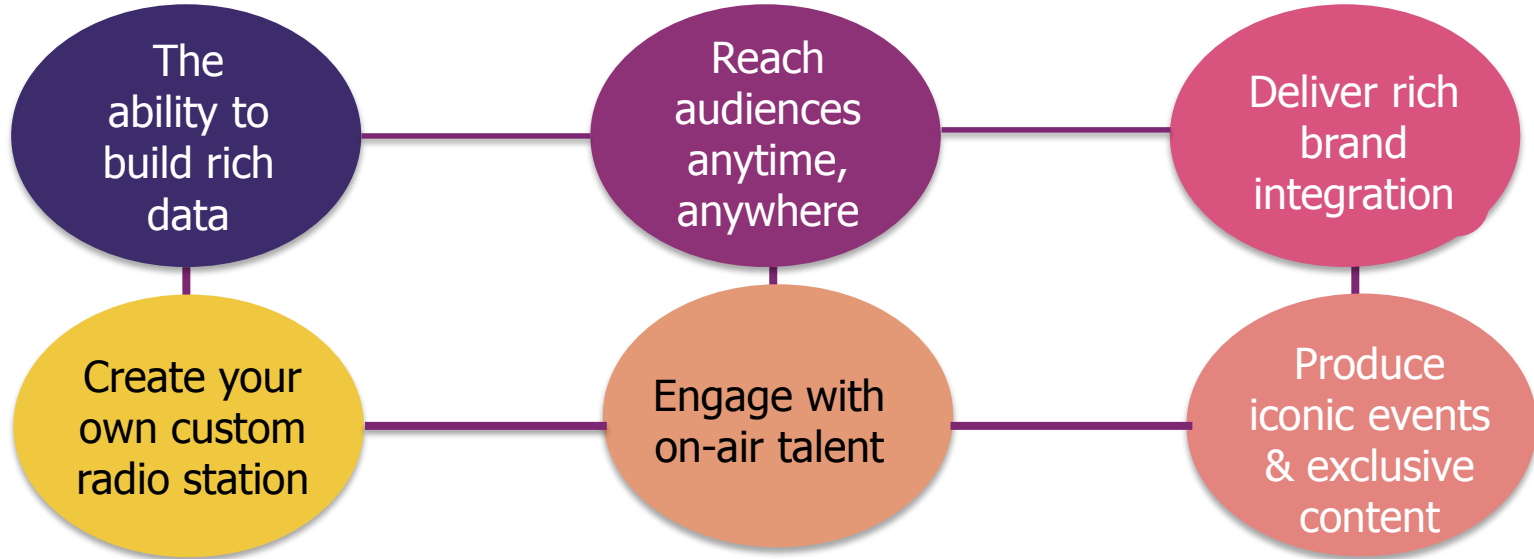 The
ability to
build rich
data
Reach
audiences
anytime,
anywhere
Deliver rich
brand
integration
Create your
own custom
radio station
Engage with
on-air talent
Produce
iconic events
& exclusive
content